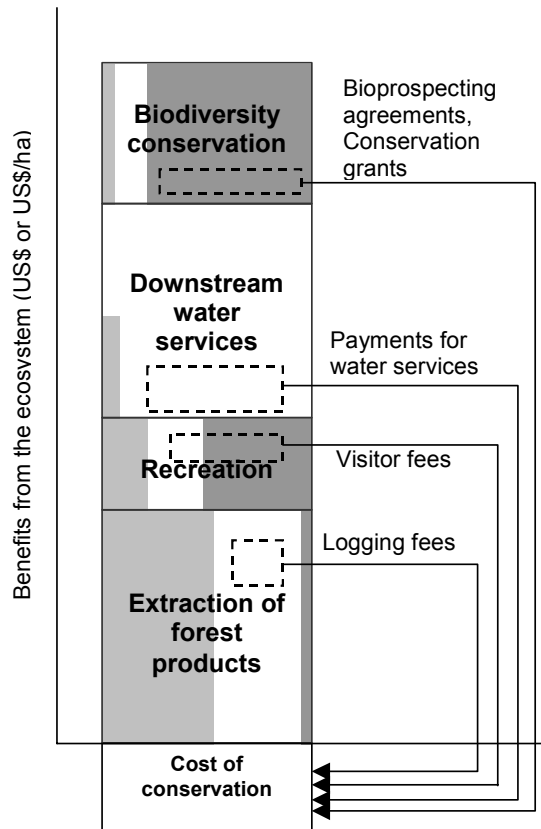 Benefits from the ecosystem (US$ or US$/ha)
Biodiversity
conservation
Bioprospecting
agreements,
Conservation
grants
Downstream
water
services
Payments for
water services
Recreation
Visitor fees
Logging fees
Extraction of
forest
products
Cost of
conservation